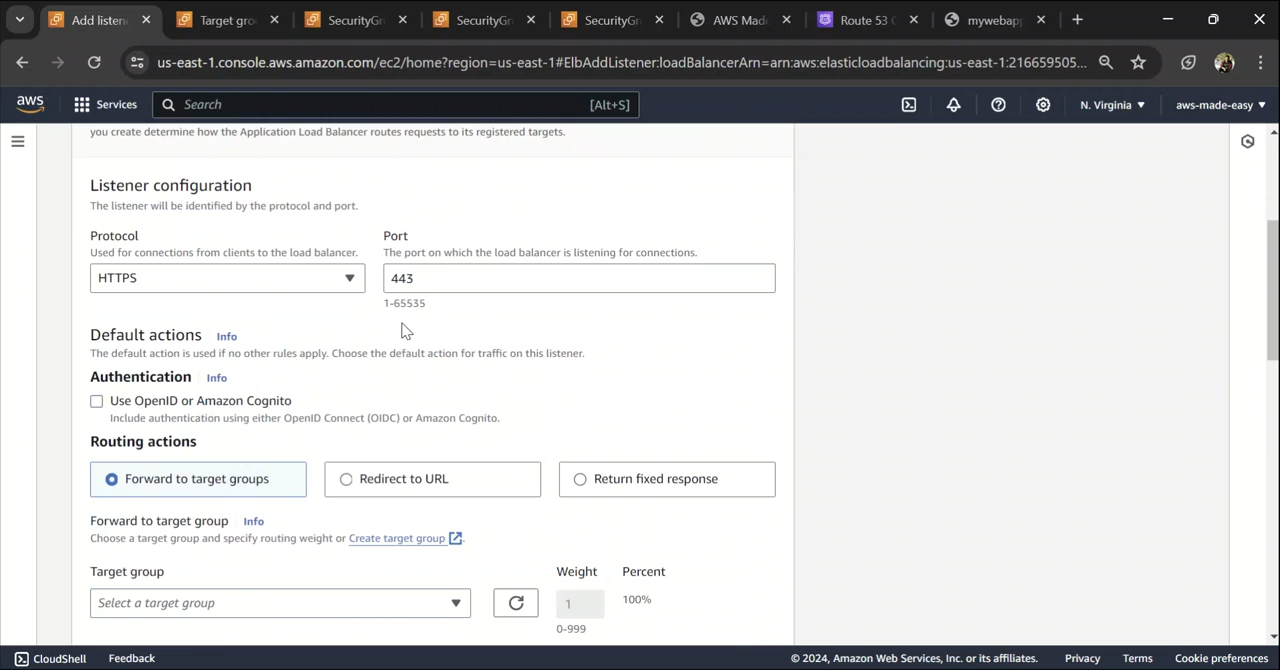 Add listene
Target gro
SecurityGr
SecurityGr
SecurityGr
AWS Mad
Route 53
mywebapp
us-east-1.console.aws.amazon.com/ec2/home?region=us-east-1#ElbAddListener:loadBalancerArn=arn:aws:elasticloadbalancing:us-east-1:2166595905...
aws
Services
Search
[Alt+S]
N. Virginia
aws-made-easy
you create determine how the Application Load Balancer routes requests to its registered targets.
Listener configuration
The listener will be identified by the protocol and port.
Protocol
Port
Used for connections from clients to the load balancer.
The port on which the load balancer is listening for connections.
HTTPS
443
1-65535
Default actions Info
The default action is used if no other rules apply. Choose the default action for traffic on this listener.
Authentication Info
Use OpenID or Amazon Cognito
Include authentication using either OpenID Connect (OIDC) or Amazon Cognito.
Routing actions
Forward to target groups
Redirect to URL
Return fixed response
Forward to target group Info
Choose a target group and specify routing weight or Create target group.
Target group
Weight
Percent
Select a target group
1
100%
0-999
CloudShell
Feedback
© 2024, Amazon Web Services, Inc. or its affiliates.
Privacy
Terms
Cookie preferences